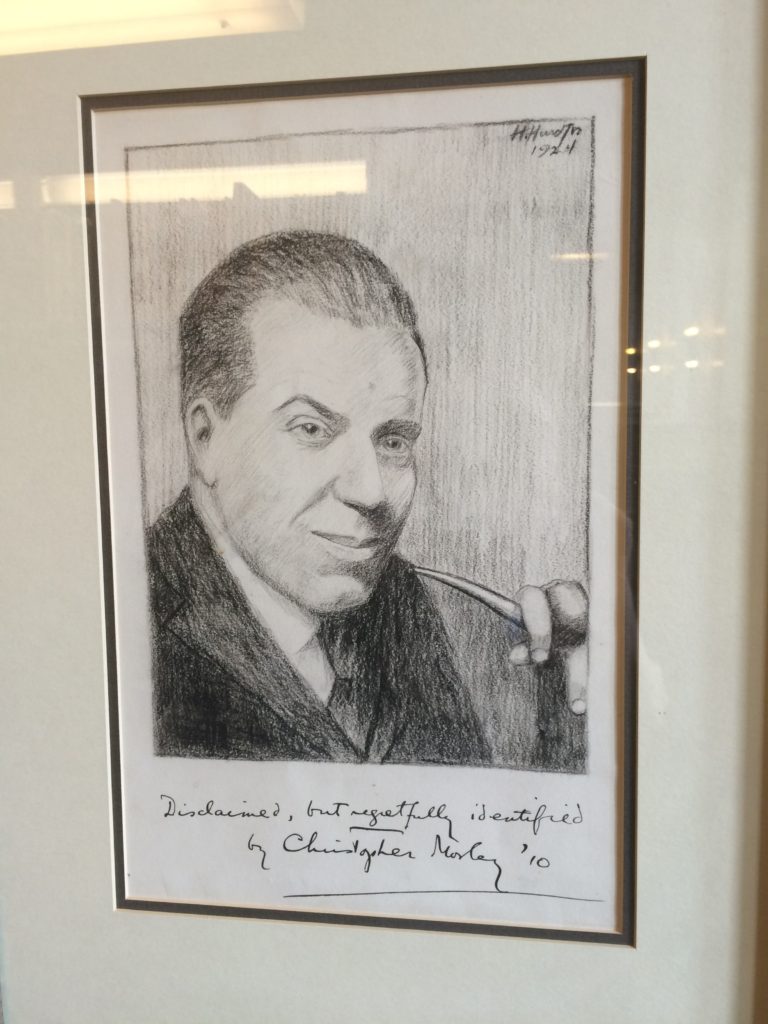 1924
Disclaimed, but regretfully identified
by Christopher Morley '10